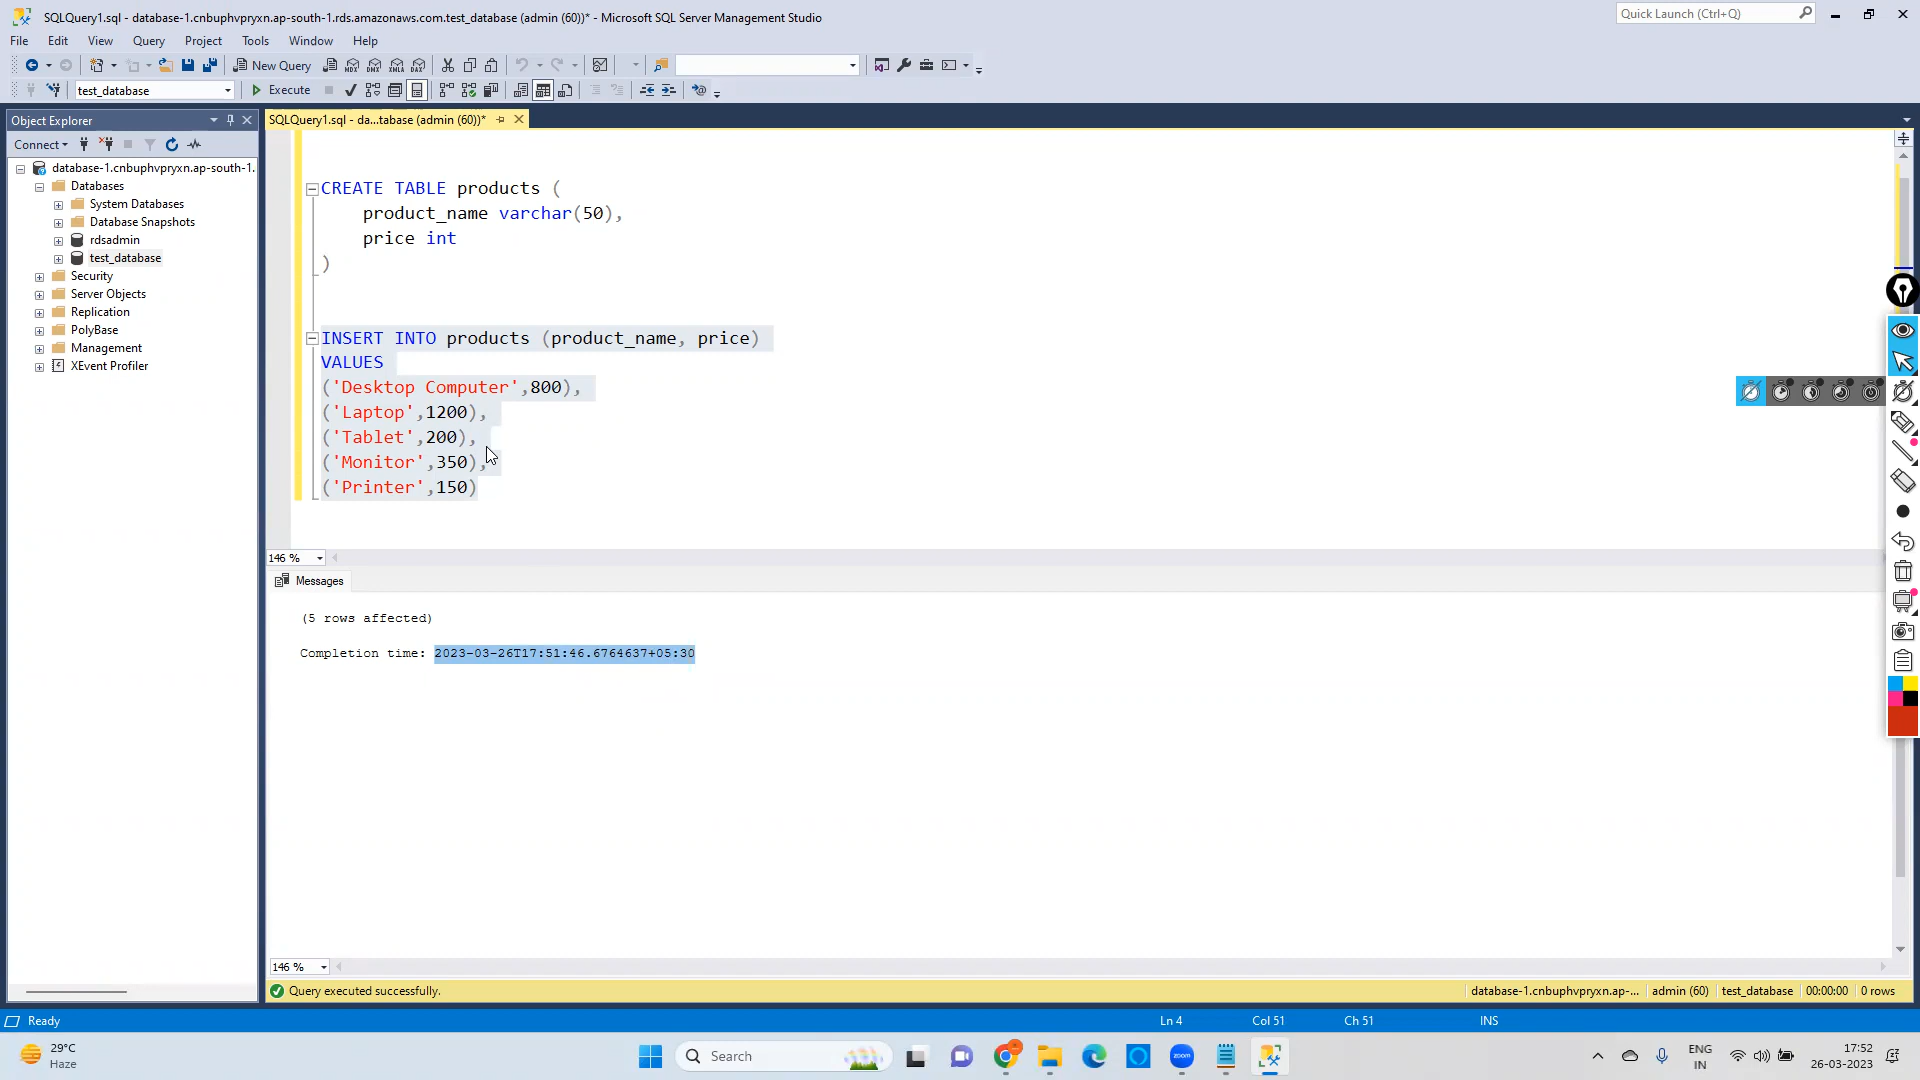 SQLQuery1.sql - database-1.cnbuphvpryxn.ap-south-1.rds.amazonaws.com.test_database (admin (60))* - Microsoft SQL Server Management Studio
Quick Launch (Ctrl+Q)
File Edit View Query Project Tools Window Help
New Query
test_database
Execute
Object Explorer
SQLQuery1.sql - da...tabase (admin (60))*
Connect
database-1.cnbuphvpryxn.ap-south-1.
Databases
System Databases
Database Snapshots
rdsadmin
test_database
Security
Server Objects
Replication
PolyBase
Management
XEvent Profiler
CREATE TABLE products (
product_name varchar(50),
price int
)
INSERT INTO products (product_name, price)
VALUES
('Desktop Computer',800),
('Laptop',1200),
('Tablet',200),
('Monitor',350),
('Printer',150)
146 %
Messages
(5 rows affected)
Completion time: 2023-03-26T17:51:46.6764637+05:30
146 %
Query executed successfully.
database-1.cnbuphvpryxn.ap-... admin (60) test_database 00:00:00 0 rows
Ready
Ln 4 Col 51 Ch 51 INS
29°C
Haze
Search
zoom
ENG
IN
17:52
26-03-2023